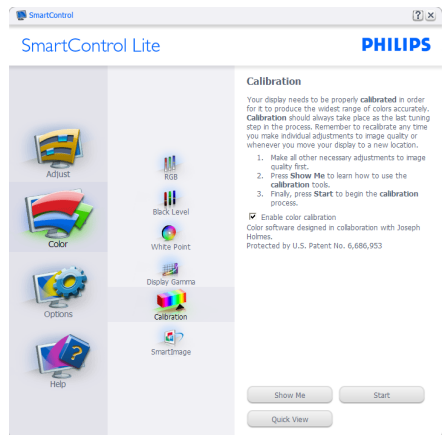 SmartControl
SmartControl Lite
PHILIPS
Adjust
Color
Options
Help
RGB
Black Level
White Point
Display Gamma
Calibration
SmartImage
Calibration
Your display needs to be properly calibrated in order
for it to produce the widest range of colors accurately.
Calibration should always take place as the last tuning
step in the process. Remember to recalibrate any time
you make individual adjustments to image quality or
whenever you move your display to a new location.
1. Make all other necessary adjustments to image
quality first.
2. Press Show Me to learn how to use the
calibration tools.
3. Finally, press Start to begin the calibration
process.
Enable color calibration
Color software designed in collaboration with Joseph
Holmes.
Protected by U.S. Patent No. 6,686,953
Show Me
Start
Quick View